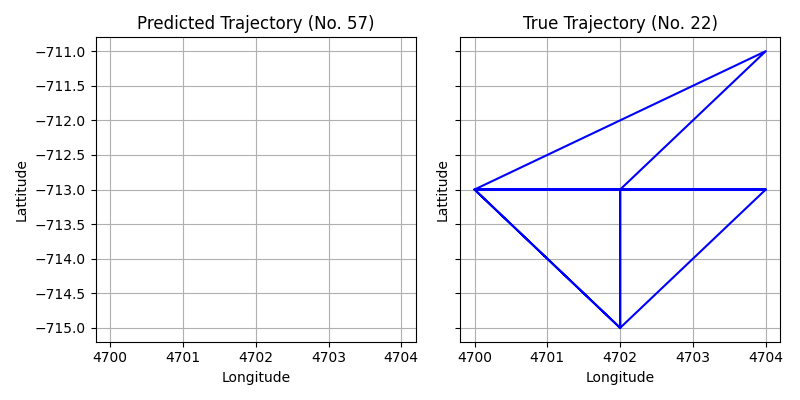 Predicted Trajectory (No. 57)
True Trajectory (No. 22)
−711.0
−711.5
−712.0
−712.5
−713.0
−713.5
−714.0
−714.5
−715.0
Lattitude
Lattitude
4700 4701 4702 4703 4704
4700 4701 4702 4703 4704
Longitude
Longitude